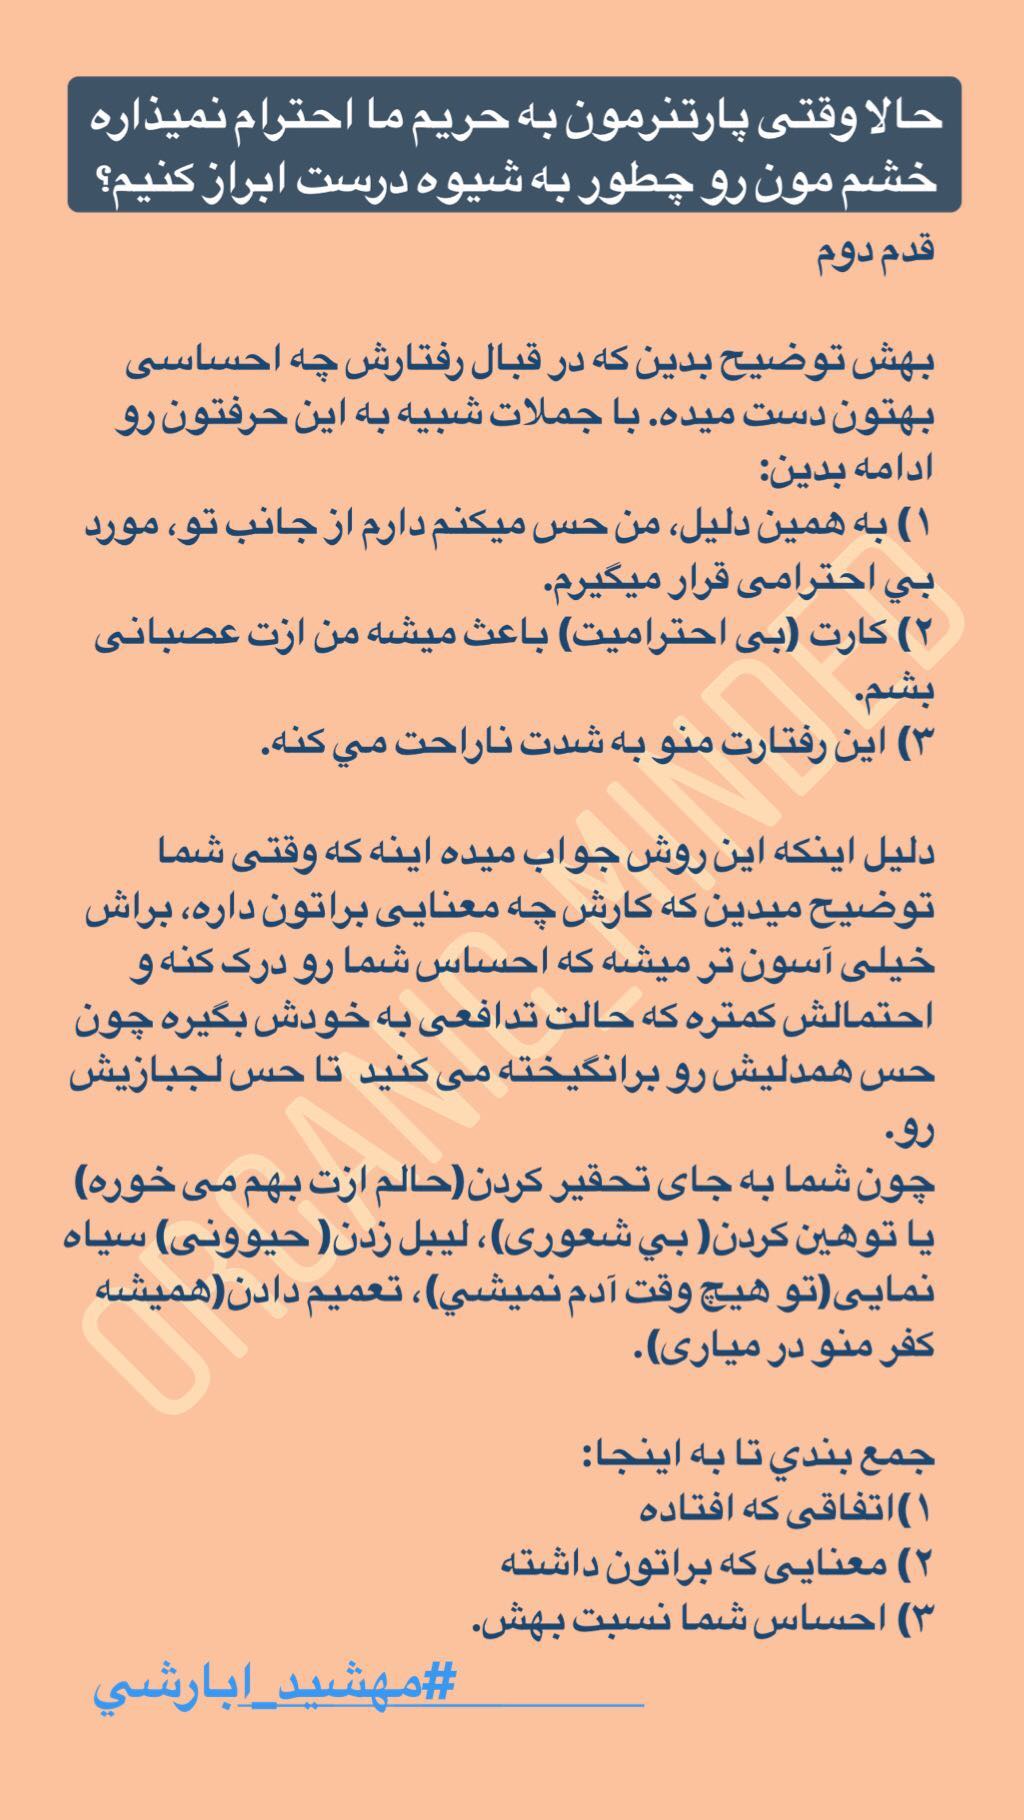 حالا وقتی پارتنرمون به حریم ما احترام نمیذاره
خشم مون رو چطور به شیوه درست ابراز کنیم؟
قدم دوم
بهش توضیح بدین که در قبال رفتارش چه احساسی
بهتون دست میده. با جملات شبیه به این حرفتون رو
ادامه بدین:
۱) به همین دلیل، من حس میکنم دارم از جانب تو، مورد
بي احترامی قرار میگیرم.
۲) کارت (بی احترامیت) باعث میشه من ازت عصبانی
بشم.
۳) این رفتارت منو به شدت ناراحت مي کنه.
دلیل اینکه این روش جواب میده اینه که وقتی شما
توضیح میدین که کارش چه معنایی براتون داره، براش
خیلی آسون تر میشه که احساس شما رو درک کنه و
احتمالش کمتره که حالت تدافعی به خودش بگیره چون
حس همدلیش رو برانگیخته می کنید تا حس لجبازیش
رو.
چون شما به جای تحقیر کردن(حالم ازت بهم می خوره)
یا توهین کردن( بي شعوری)، لیبل زدن( حیوونی) سیاه
نمایی(تو هیچ وقت آدم نمیشي)، تعمیم دادن(همیشه
کفر منو در میاری).
جمع بندي تا به اینجا:
۱)اتفاقی که افتاده
۲) معنایی که براتون داشته
۳) احساس شما نسبت بهش.
#مهشید_ابارشي
ORGANIC_MINDED